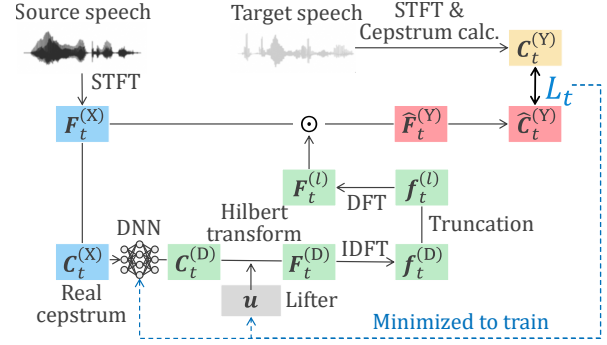 Source speech
Target speech
STFT &
Cepstrum calc.
C_t^(Y)
STFT
L_t
F_t^(X)
⊙
F̂_t^(Y)
Ĉ_t^(Y)
F_t^(l)
f_t^(l)
DFT
DNN
Hilbert
transform
Truncation
C_t^(X)
C_t^(D)
F_t^(D)
IDFT
f_t^(D)
Real
cepstrum
u
Lifter
Minimized to train